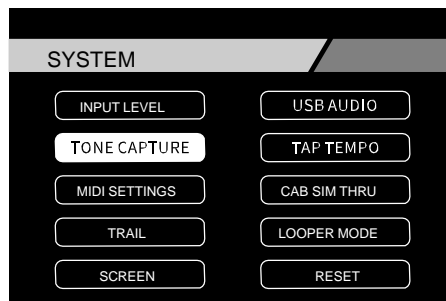 SYSTEM
INPUT LEVEL
USB AUDIO
TONE CAPTURE
TAP TEMPO
MIDI SETTINGS
CAB SIM THRU
TRAIL
LOOPER MODE
SCREEN
RESET